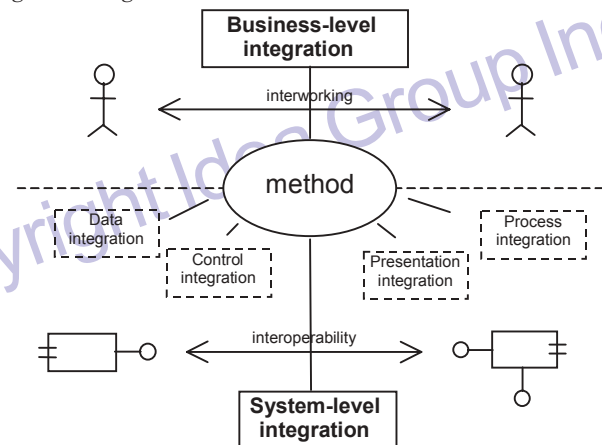 Business-level
integration
interworking
method
Data
integration
Control
integration
Presentation
integration
Process
integration
interoperability
System-level
integration
yright Idea Group Inc